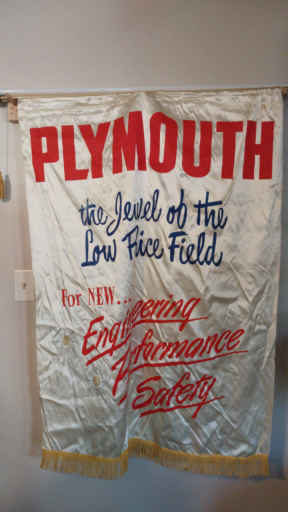 PLYMOUTH
the Jewel of the
Low Price Field
For NEW...
Engineering
Performance
Safety